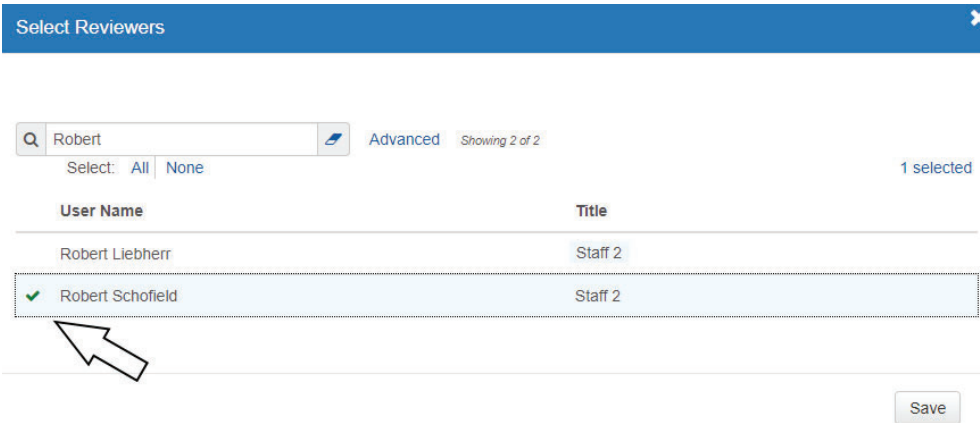 Select Reviewers
Robert Advanced Showing 2 of 2
Select: All None 1 selected
User Name Title
Robert Liebherr Staff 2
Robert Schofield Staff 2
Save